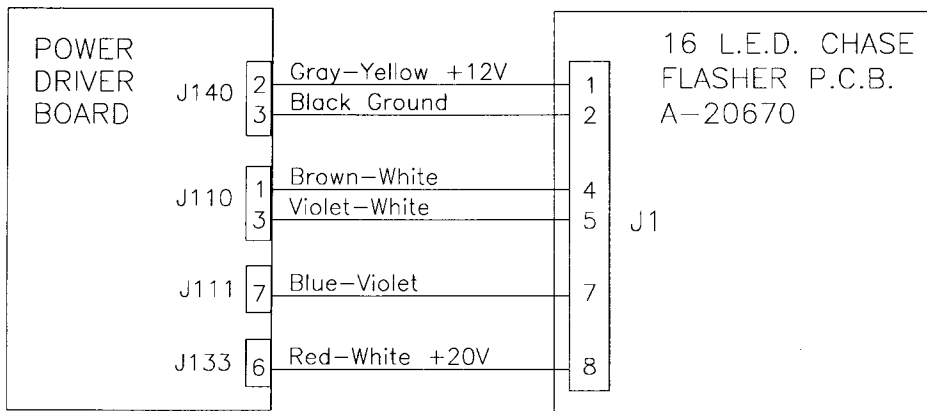 POWER
DRIVER
BOARD
16 L.E.D. CHASE
FLASHER P.C.B.
A-20670
J140
2 Gray-Yellow +12V 1
3 Black Ground 2
J110
1 Brown-White 4
3 Violet-White 5
J1
J111 7 Blue-Violet 7
J133 6 Red-White +20V 8